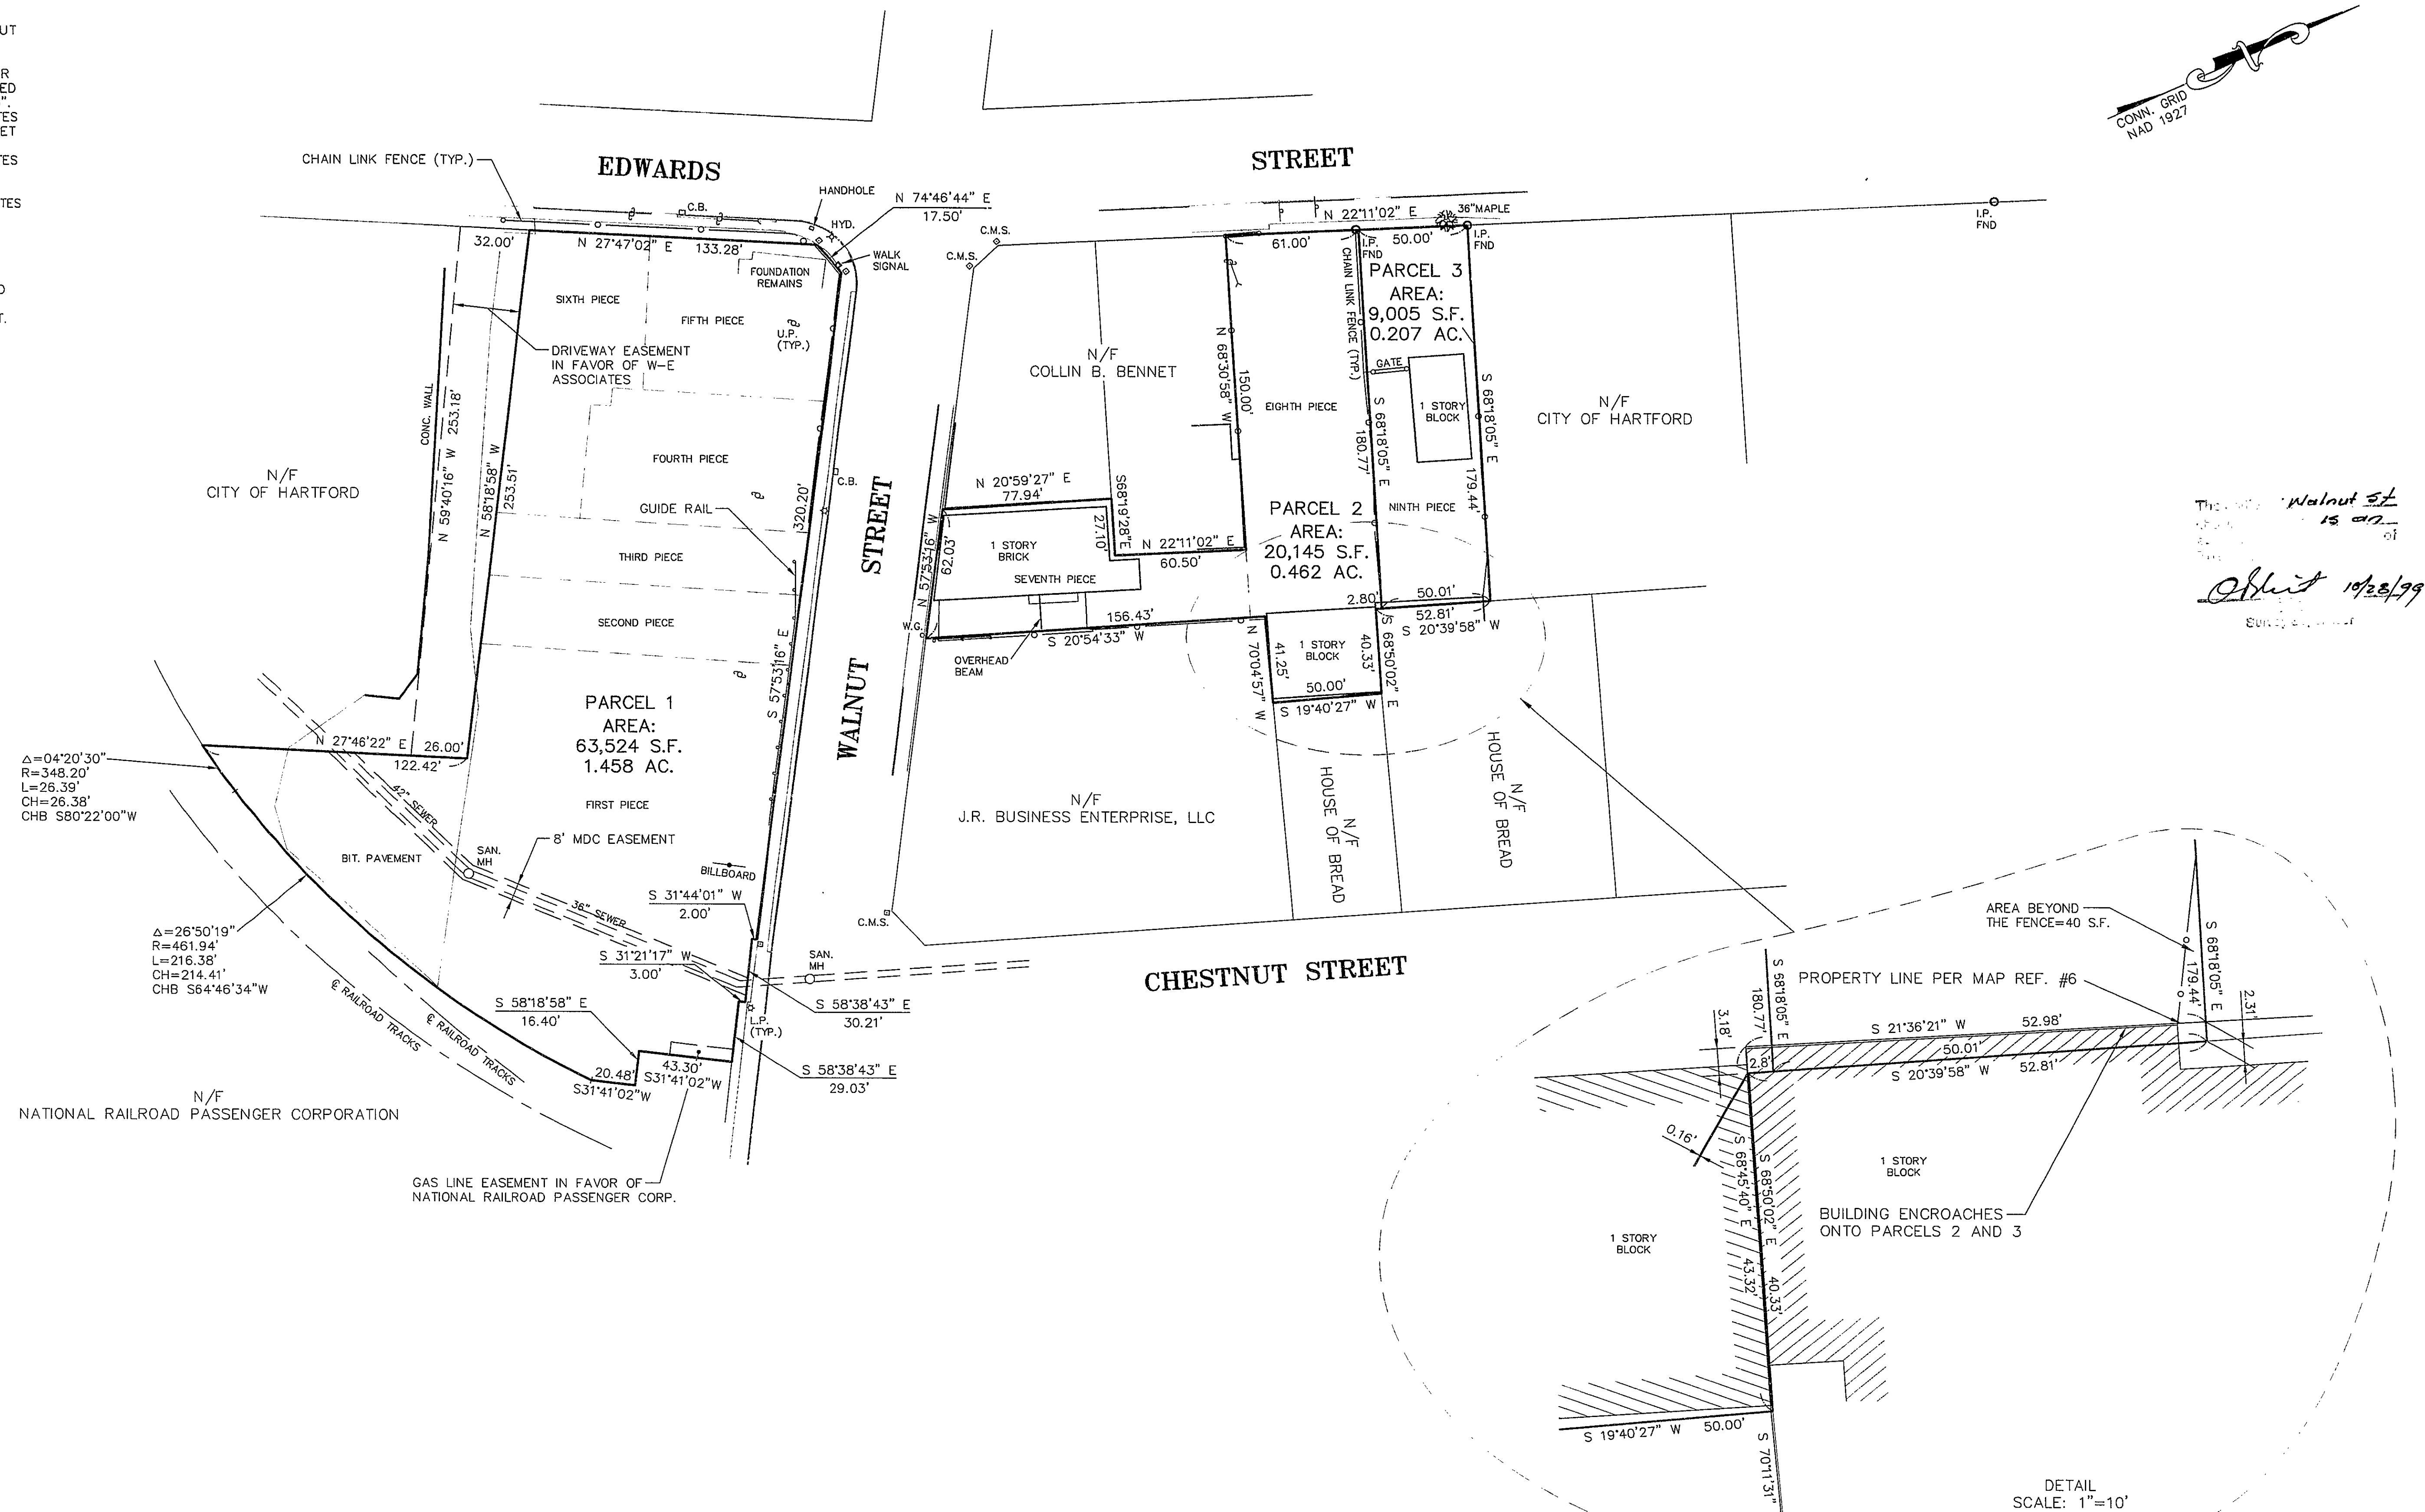 UT
R
ED
".
TES
ET
TES
TES
O
T.
CONN. GRID
NAD 1927
CHAIN LINK FENCE (TYP.)
EDWARDS
STREET
HANDHOLE
N 74°46'44" E
17.50'
C.B.
HYD.
C.M.S.
C.M.S.
WALK
SIGNAL
32.00'
N 27°47'02" E 133.28'
FOUNDATION
REMAINS
N 22°11'02" E
36"MAPLE
61.00'
50.00'
I.P.
FND
I.P.
FND
I.P.
FND
SIXTH PIECE
FIFTH PIECE
U.P.
(TYP.)
DRIVEWAY EASEMENT
IN FAVOR OF W-E
ASSOCIATES
CONC. WALL
N 59°40'16" W 253.18'
N 58°18'58" W
253.51'
N/F
CITY OF HARTFORD
FOURTH PIECE
GUIDE RAIL
THIRD PIECE
SECOND PIECE
320.20'
S 57°53'16" E
C.B.
WALNUT STREET
PARCEL 1
AREA:
63,524 S.F.
1.458 AC.
FIRST PIECE
N 27°46'22" E 26.00'
122.42'
42" SEWER
SAN.
MH
8' MDC EASEMENT
BIT. PAVEMENT
BILLBOARD
36" SEWER
S 31°44'01" W
2.00'
S 31°21'17" W
3.00'
SAN.
MH
S 58°18'58" E
16.40'
L.P.
(TYP.)
S 58°38'43" E
30.21'
S 58°38'43" E
29.03'
20.48'
S31°41'02"W
43.30'
S31°41'02"W
Δ=04°20'30"
R=348.20'
L=26.39'
CH=26.38'
CHB S80°22'00"W
Δ=26°50'19"
R=461.94'
L=216.38'
CH=214.41'
CHB S64°46'34"W
℄ RAILROAD TRACKS
℄ RAILROAD TRACKS
N/F
NATIONAL RAILROAD PASSENGER CORPORATION
GAS LINE EASEMENT IN FAVOR OF
NATIONAL RAILROAD PASSENGER CORP.
N/F
COLLIN B. BENNET
N 68°30'58" W
150.00'
EIGHTH PIECE
CHAIN LINK FENCE (TYP.)
PARCEL 3
AREA:
9,005 S.F.
0.207 AC.
GATE
1 STORY
BLOCK
S 68°18'05" E
180.77'
S 68°18'05" E
179.44'
NINTH PIECE
N/F
CITY OF HARTFORD
PARCEL 2
AREA:
20,145 S.F.
0.462 AC.
N 20°59'27" E
77.94'
S68°19'28"E
27.10'
N 22°11'02" E
60.50'
N 57°53'16" W
62.03'
1 STORY
BRICK
SEVENTH PIECE
W.G.
156.43'
S 20°54'33" W
OVERHEAD
BEAM
2.80'
50.01'
52.81'
S 20°39'58" W
N 70°04'57" W
41.25'
1 STORY
BLOCK
40.33'
S 68°50'02" E
50.00'
S 19°40'27" W
N/F
J.R. BUSINESS ENTERPRISE, LLC
N/F
HOUSE OF BREAD
N/F
HOUSE OF BREAD
C.M.S.
CHESTNUT STREET
Walnut St
is an
of
10/28/99
AREA BEYOND
THE FENCE=40 S.F.
PROPERTY LINE PER MAP REF. #6
S 68°18'05" E
180.77'
S 68°18'05" E
179.44'
2.31'
3.18'
S 21°36'21" W 52.98'
2.8'
50.01'
S 20°39'58" W 52.81'
0.16'
S 68°45'40" E 43.32'
S 68°50'02" E 40.33'
1 STORY
BLOCK
1 STORY
BLOCK
BUILDING ENCROACHES
ONTO PARCELS 2 AND 3
S 19°40'27" W 50.00'
S 70°11'31"
DETAIL
SCALE: 1"=10'